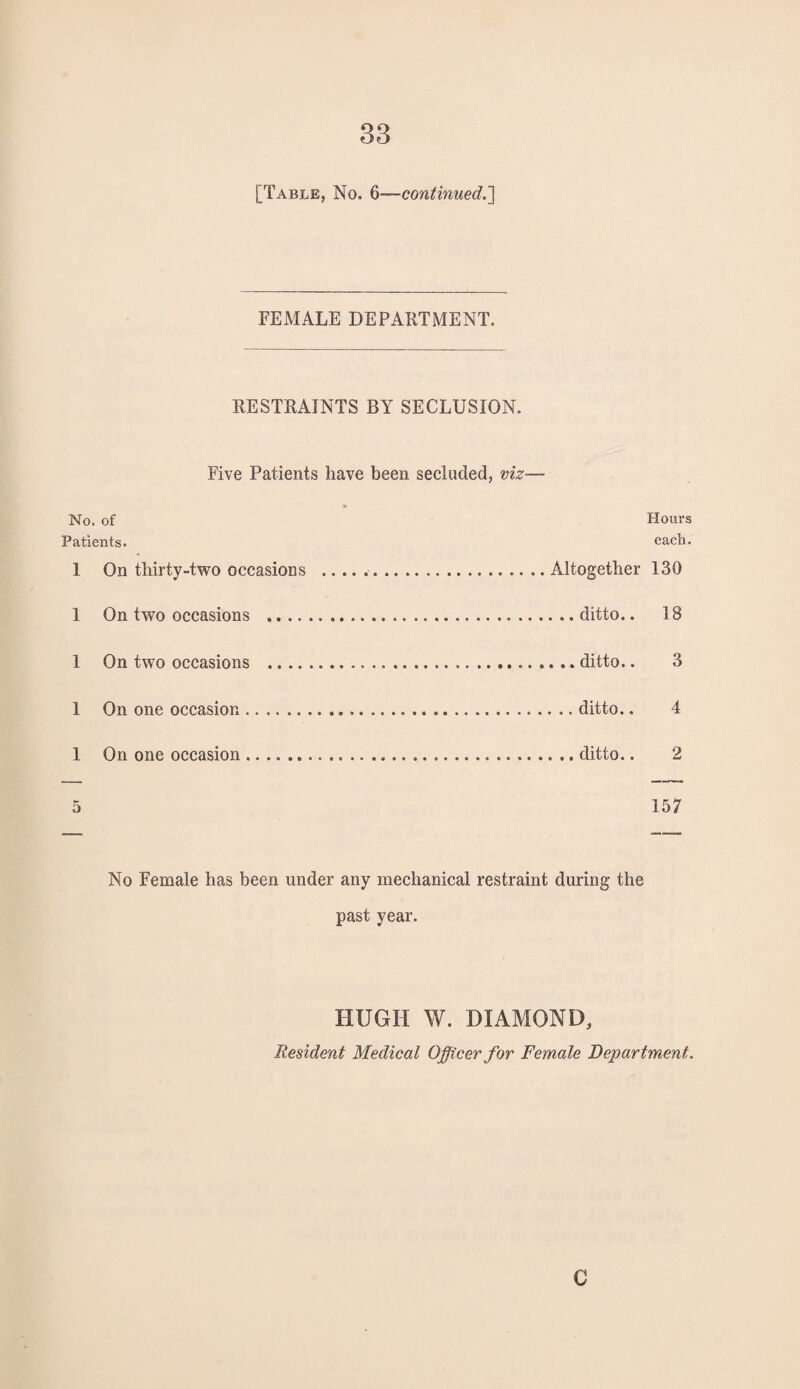 33
[Table, No. 6—continued.]
FEMALE DEPARTMENT.
RESTRAINTS BY SECLUSION.
Five Patients have been secluded, viz—
No. of Hours
Patients. each.
1 On thirty-two occasions ........................ Altogether 130
1 On two occasions ................................ ditto.. 18
1 On two occasions ................................ ditto.. 3
1 On one occasion ................................ ditto.. 4
1 On one occasion ................................ ditto.. 2
5 157
No Female has been under any mechanical restraint during the
past year.
HUGH W. DIAMOND,
Resident Medical Officer for Female Department.
C